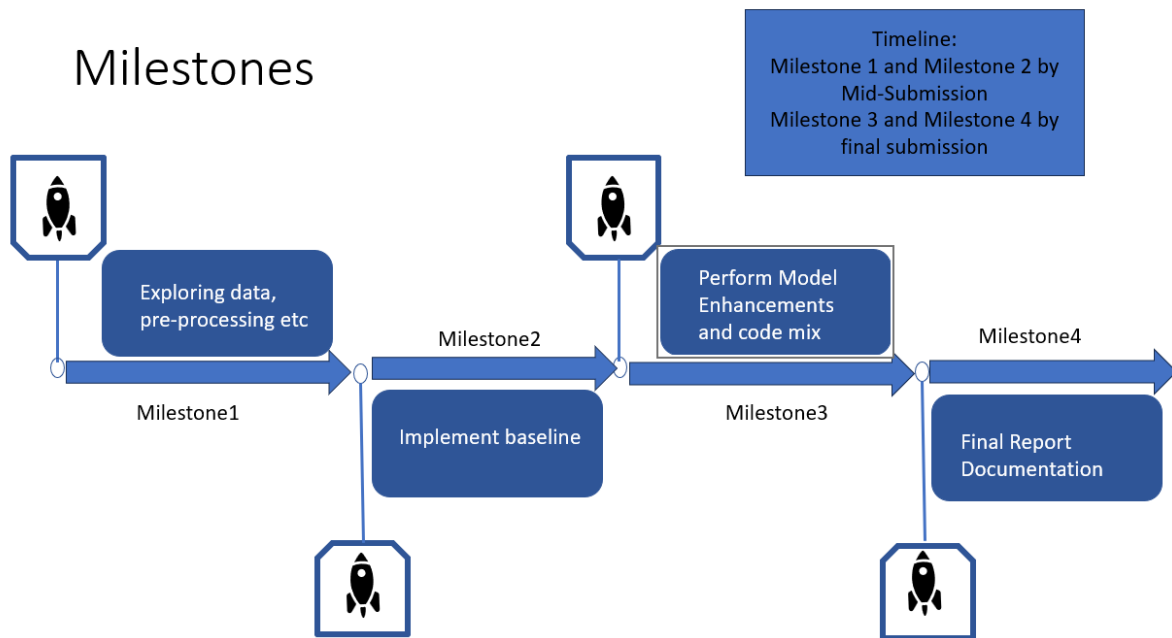 Milestones
Timeline:
Milestone 1 and Milestone 2 by
Mid-Submission
Milestone 3 and Milestone 4 by
final submission
Exploring data,
pre-processing etc
Milestone1
Milestone2
Implement baseline
Perform Model
Enhancements
and code mix
Milestone3
Milestone4
Final Report
Documentation